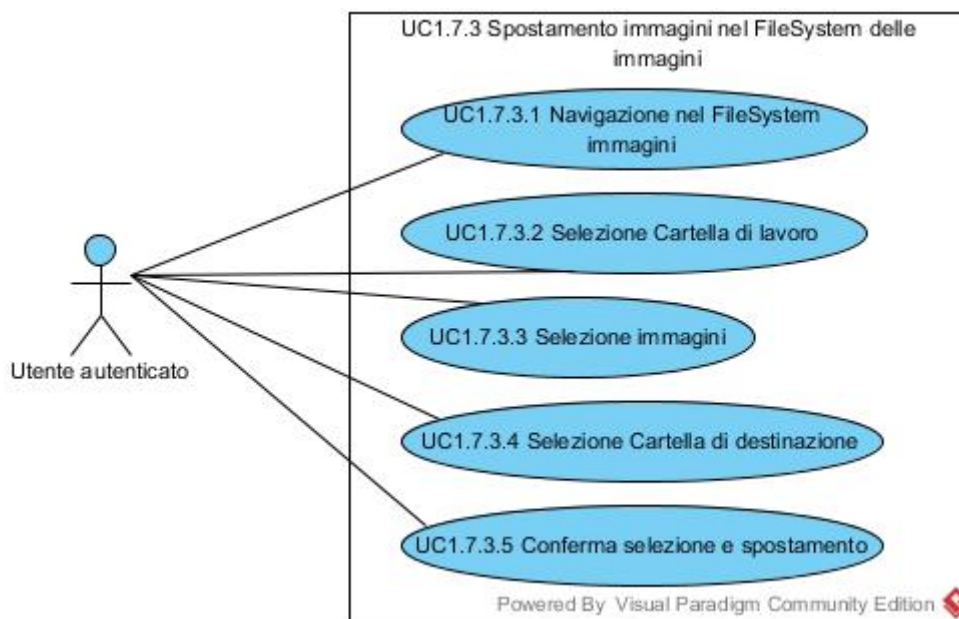 UC1.7.3 Spostamento immagini nel FileSystem delle
immagini
UC1.7.3.1 Navigazione nel FileSystem
immagini
UC1.7.3.2 Selezione Cartella di lavoro
UC1.7.3.3 Selezione immagini
Utente autenticato
UC1.7.3.4 Selezione Cartella di destinazione
UC1.7.3.5 Conferma selezione e spostamento
Powered By Visual Paradigm Community Edition